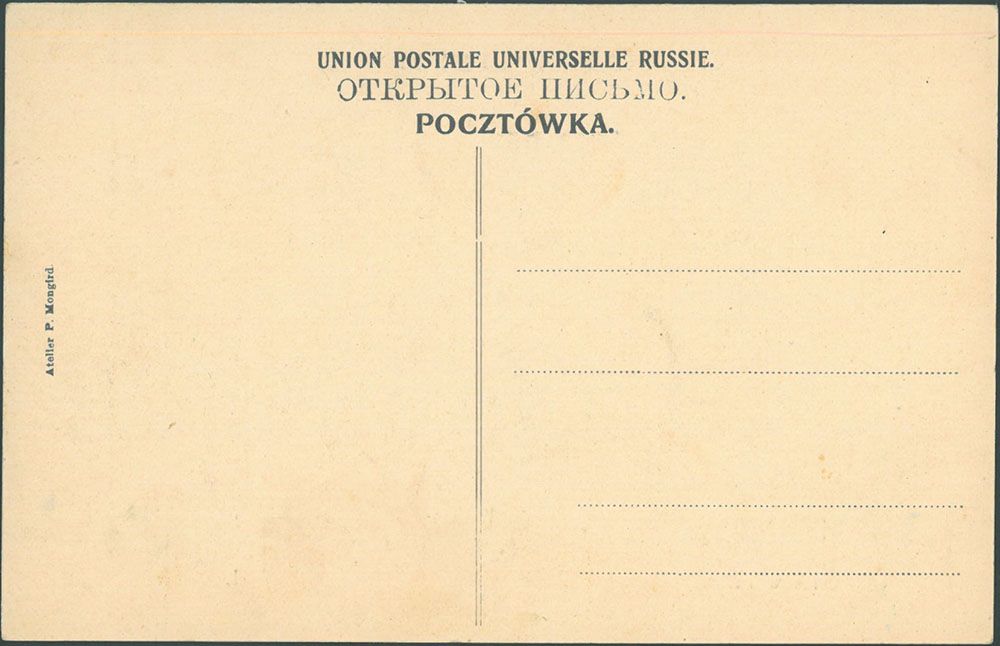 UNION POSTALE UNIVERSELLE RUSSIE.
ОТКРЫТОЕ ПИСЬМО.
POCZTÓWKA.
Atelier P. Mongird.